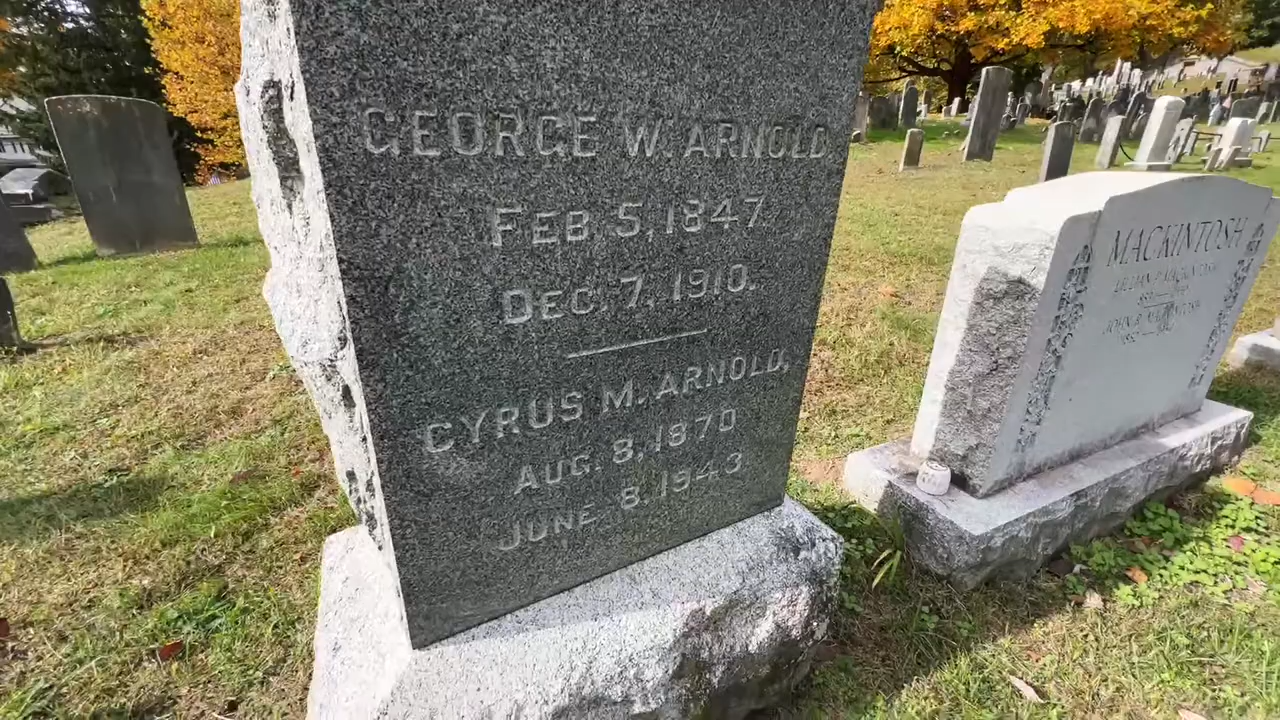 GEORGE W. ARNOLD
FEB. 5, 1847
DEC. 7, 1910.
CYRUS M. ARNOLD,
AUG. 8, 1870
JUNE 8, 1943
MACKINTOSH